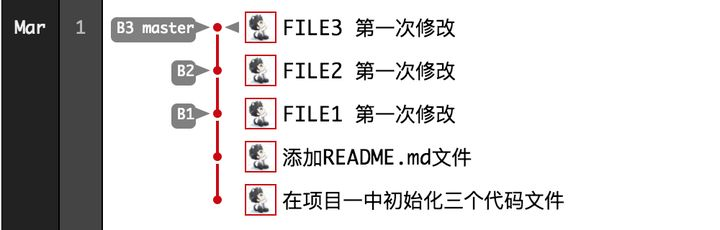 Mar 1 B3 master FILE3 第一次修改
B2 FILE2 第一次修改
B1 FILE1 第一次修改
添加README.md文件
在项目一中初始化三个代码文件